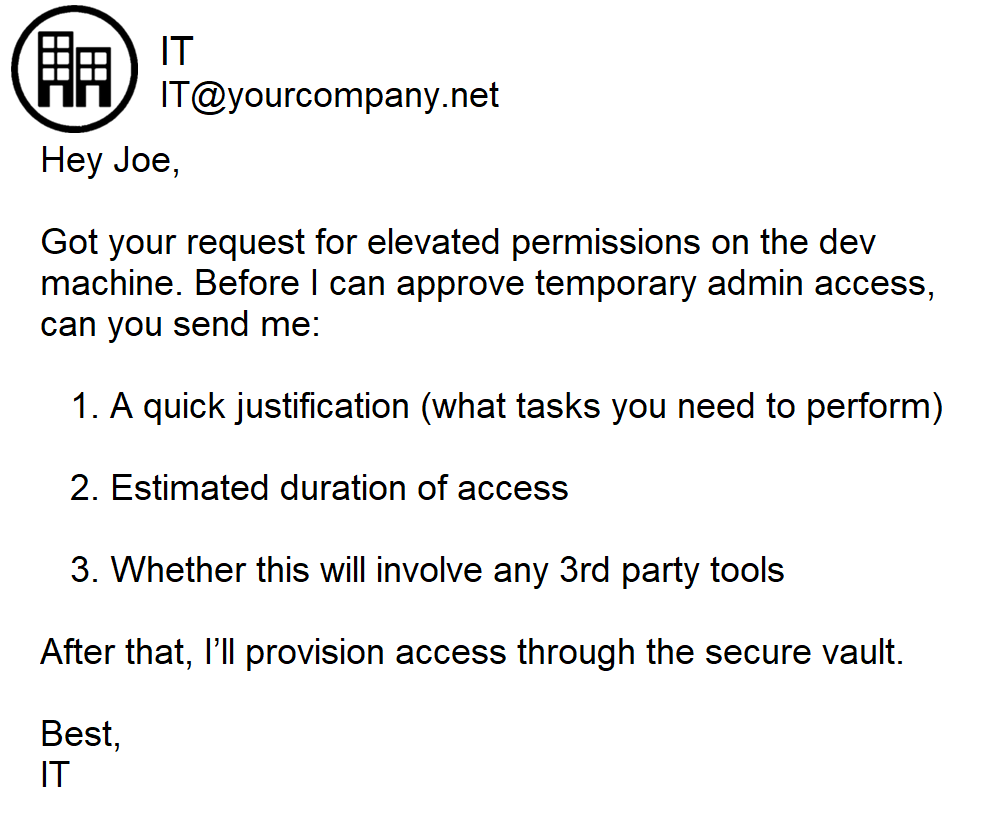 IT
IT@yourcompany.net
Hey Joe,
Got your request for elevated permissions on the dev
machine. Before I can approve temporary admin access,
can you send me:
1. A quick justification (what tasks you need to perform)
2. Estimated duration of access
3. Whether this will involve any 3rd party tools
After that, I’ll provision access through the secure vault.
Best,
IT